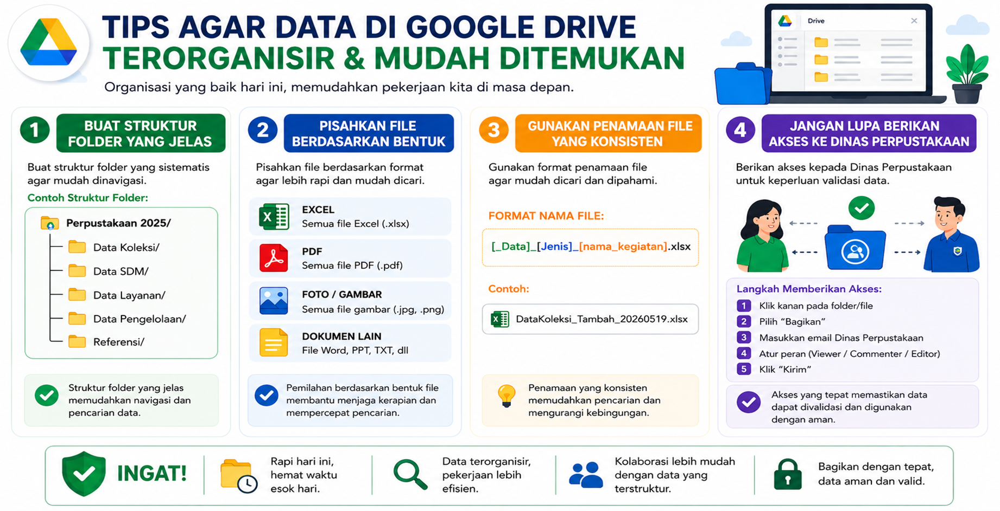 TIPS AGAR DATA DI GOOGLE DRIVE
TERORGANISIR & MUDAH DITEMUKAN
Organisasi yang baik hari ini, memudahkan pekerjaan kita di masa depan.
Drive
1
BUAT STRUKTUR
FOLDER YANG JELAS
Buat struktur folder yang sistematis
agar mudah dinavigasi.
Contoh Struktur Folder:
Perpustakaan 2025/
Data Koleksi/
Data SDM/
Data Layanan/
Data Pengelolaan/
Referensi/
Struktur folder yang jelas
memudahkan navigasi dan
pencarian data.
2
PISAHKAN FILE
BERDASARKAN BENTUK
Pisahkan file berdasarkan format
agar lebih rapi dan mudah dicari.
X
EXCEL
Semua file Excel (.xlsx)
PDF
Semua file PDF (.pdf)
FOTO / GAMBAR
Semua file gambar (.jpg, .png)
DOKUMEN LAIN
File Word, PPT, TXT, dll
Pemilahan berdasarkan bentuk file
membantu menjaga kerapian dan
mempercepat pencarian.
3
GUNAKAN PENAMAAN FILE
YANG KONSISTEN
Gunakan format penamaan file
agar mudah dicari dan dipahami.
FORMAT NAMA FILE:
[_Data]_[Jenis]_[nama_kegiatan].xlsx
Contoh:
X
DataKoleksi_Tambah_20260519.xlsx
Penamaan yang konsisten
memudahkan pencarian dan
mengurangi kebingungan.
4
JANGAN LUPA BERIKAN
AKSES KE DINAS PERPUSTAKAAN
Berikan akses kepada Dinas Perpustakaan
untuk keperluan validasi data.
Langkah Memberikan Akses:
1 Klik kanan pada folder/file
2 Pilih “Bagikan”
3 Masukkan email Dinas Perpustakaan
4 Atur peran (Viewer / Commenter / Editor)
5 Klik “Kirim”
Akses yang tepat memastikan data
dapat divalidasi dan digunakan
dengan aman.
INGAT!
Rapi hari ini,
hemat waktu
esok hari.
Data terorganisir,
pekerjaan lebih
efisien.
Kolaborasi lebih mudah
dengan data yang
terstruktur.
Bagikan dengan tepat,
data aman dan valid.